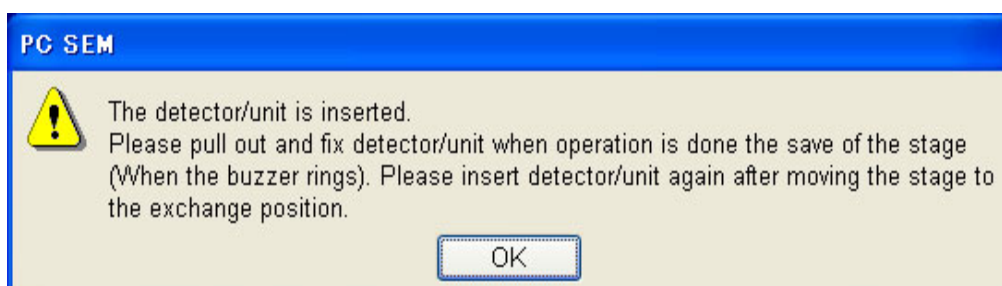 PC SEM
The detector/unit is inserted.
Please pull out and fix detector/unit when operation is done the save of the stage
(When the buzzer rings). Please insert detector/unit again after moving the stage to
the exchange position.
OK